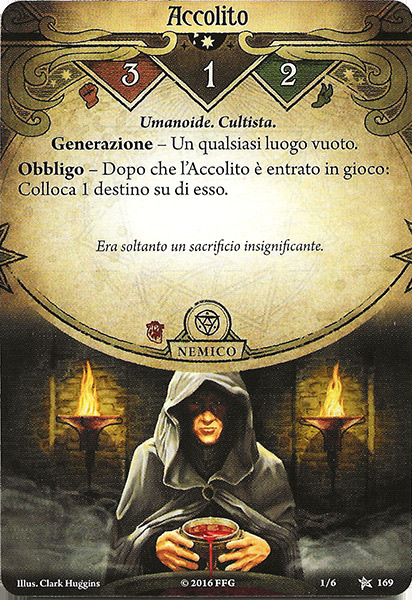 Accolito
3 1 2
Umanoide. Cultista.
Generazione – Un qualsiasi luogo vuoto.
Obbligo – Dopo che l'Accolito è entrato in gioco:
Colloca 1 destino su di esso.
Era soltanto un sacrificio insignificante.
NEMICO
Illus. Clark Huggins © 2016 FFG 1/6 169